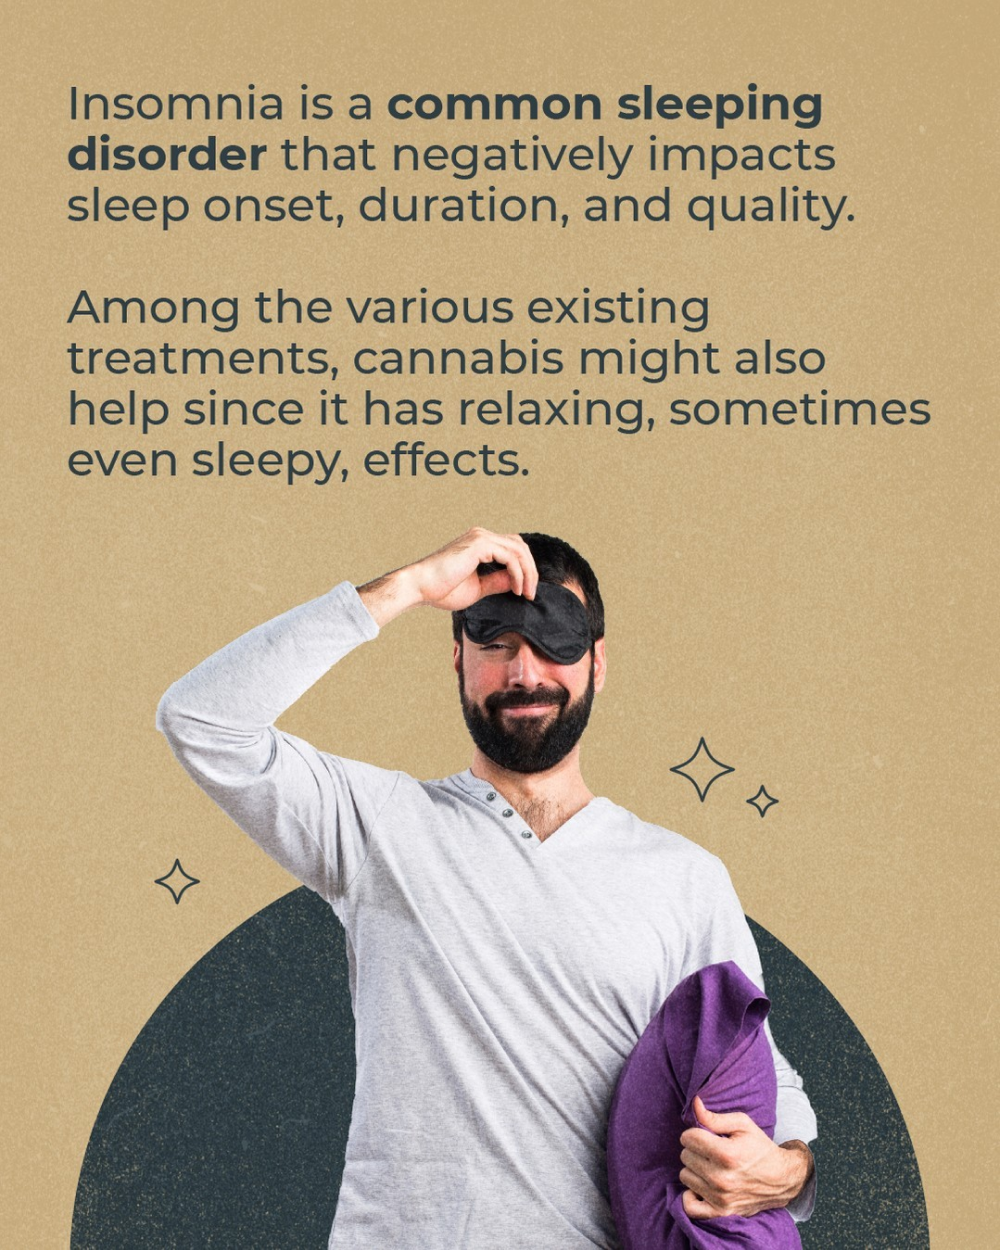 Insomnia is a common sleeping
disorder that negatively impacts
sleep onset, duration, and quality.
Among the various existing
treatments, cannabis might also
help since it has relaxing, sometimes
even sleepy, effects.